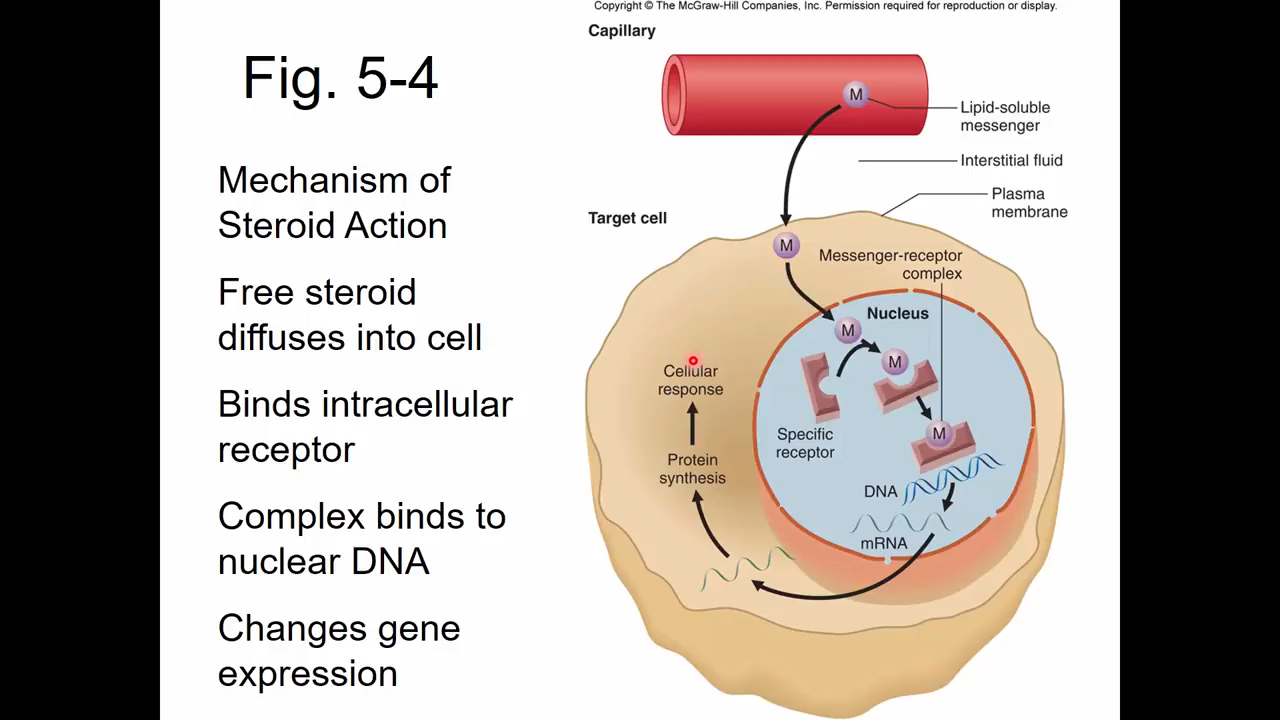 Copyright © The McGraw-Hill Companies, Inc. Permission required for reproduction or display.
Fig. 5-4
Mechanism of
Steroid Action
Free steroid
diffuses into cell
Binds intracellular
receptor
Complex binds to
nuclear DNA
Changes gene
expression
Capillary
M
Lipid-soluble
messenger
Interstitial fluid
Plasma
membrane
Target cell
M
Messenger-receptor
complex
Nucleus
M
M
Cellular
response
Specific
receptor
M
Protein
synthesis
DNA
mRNA